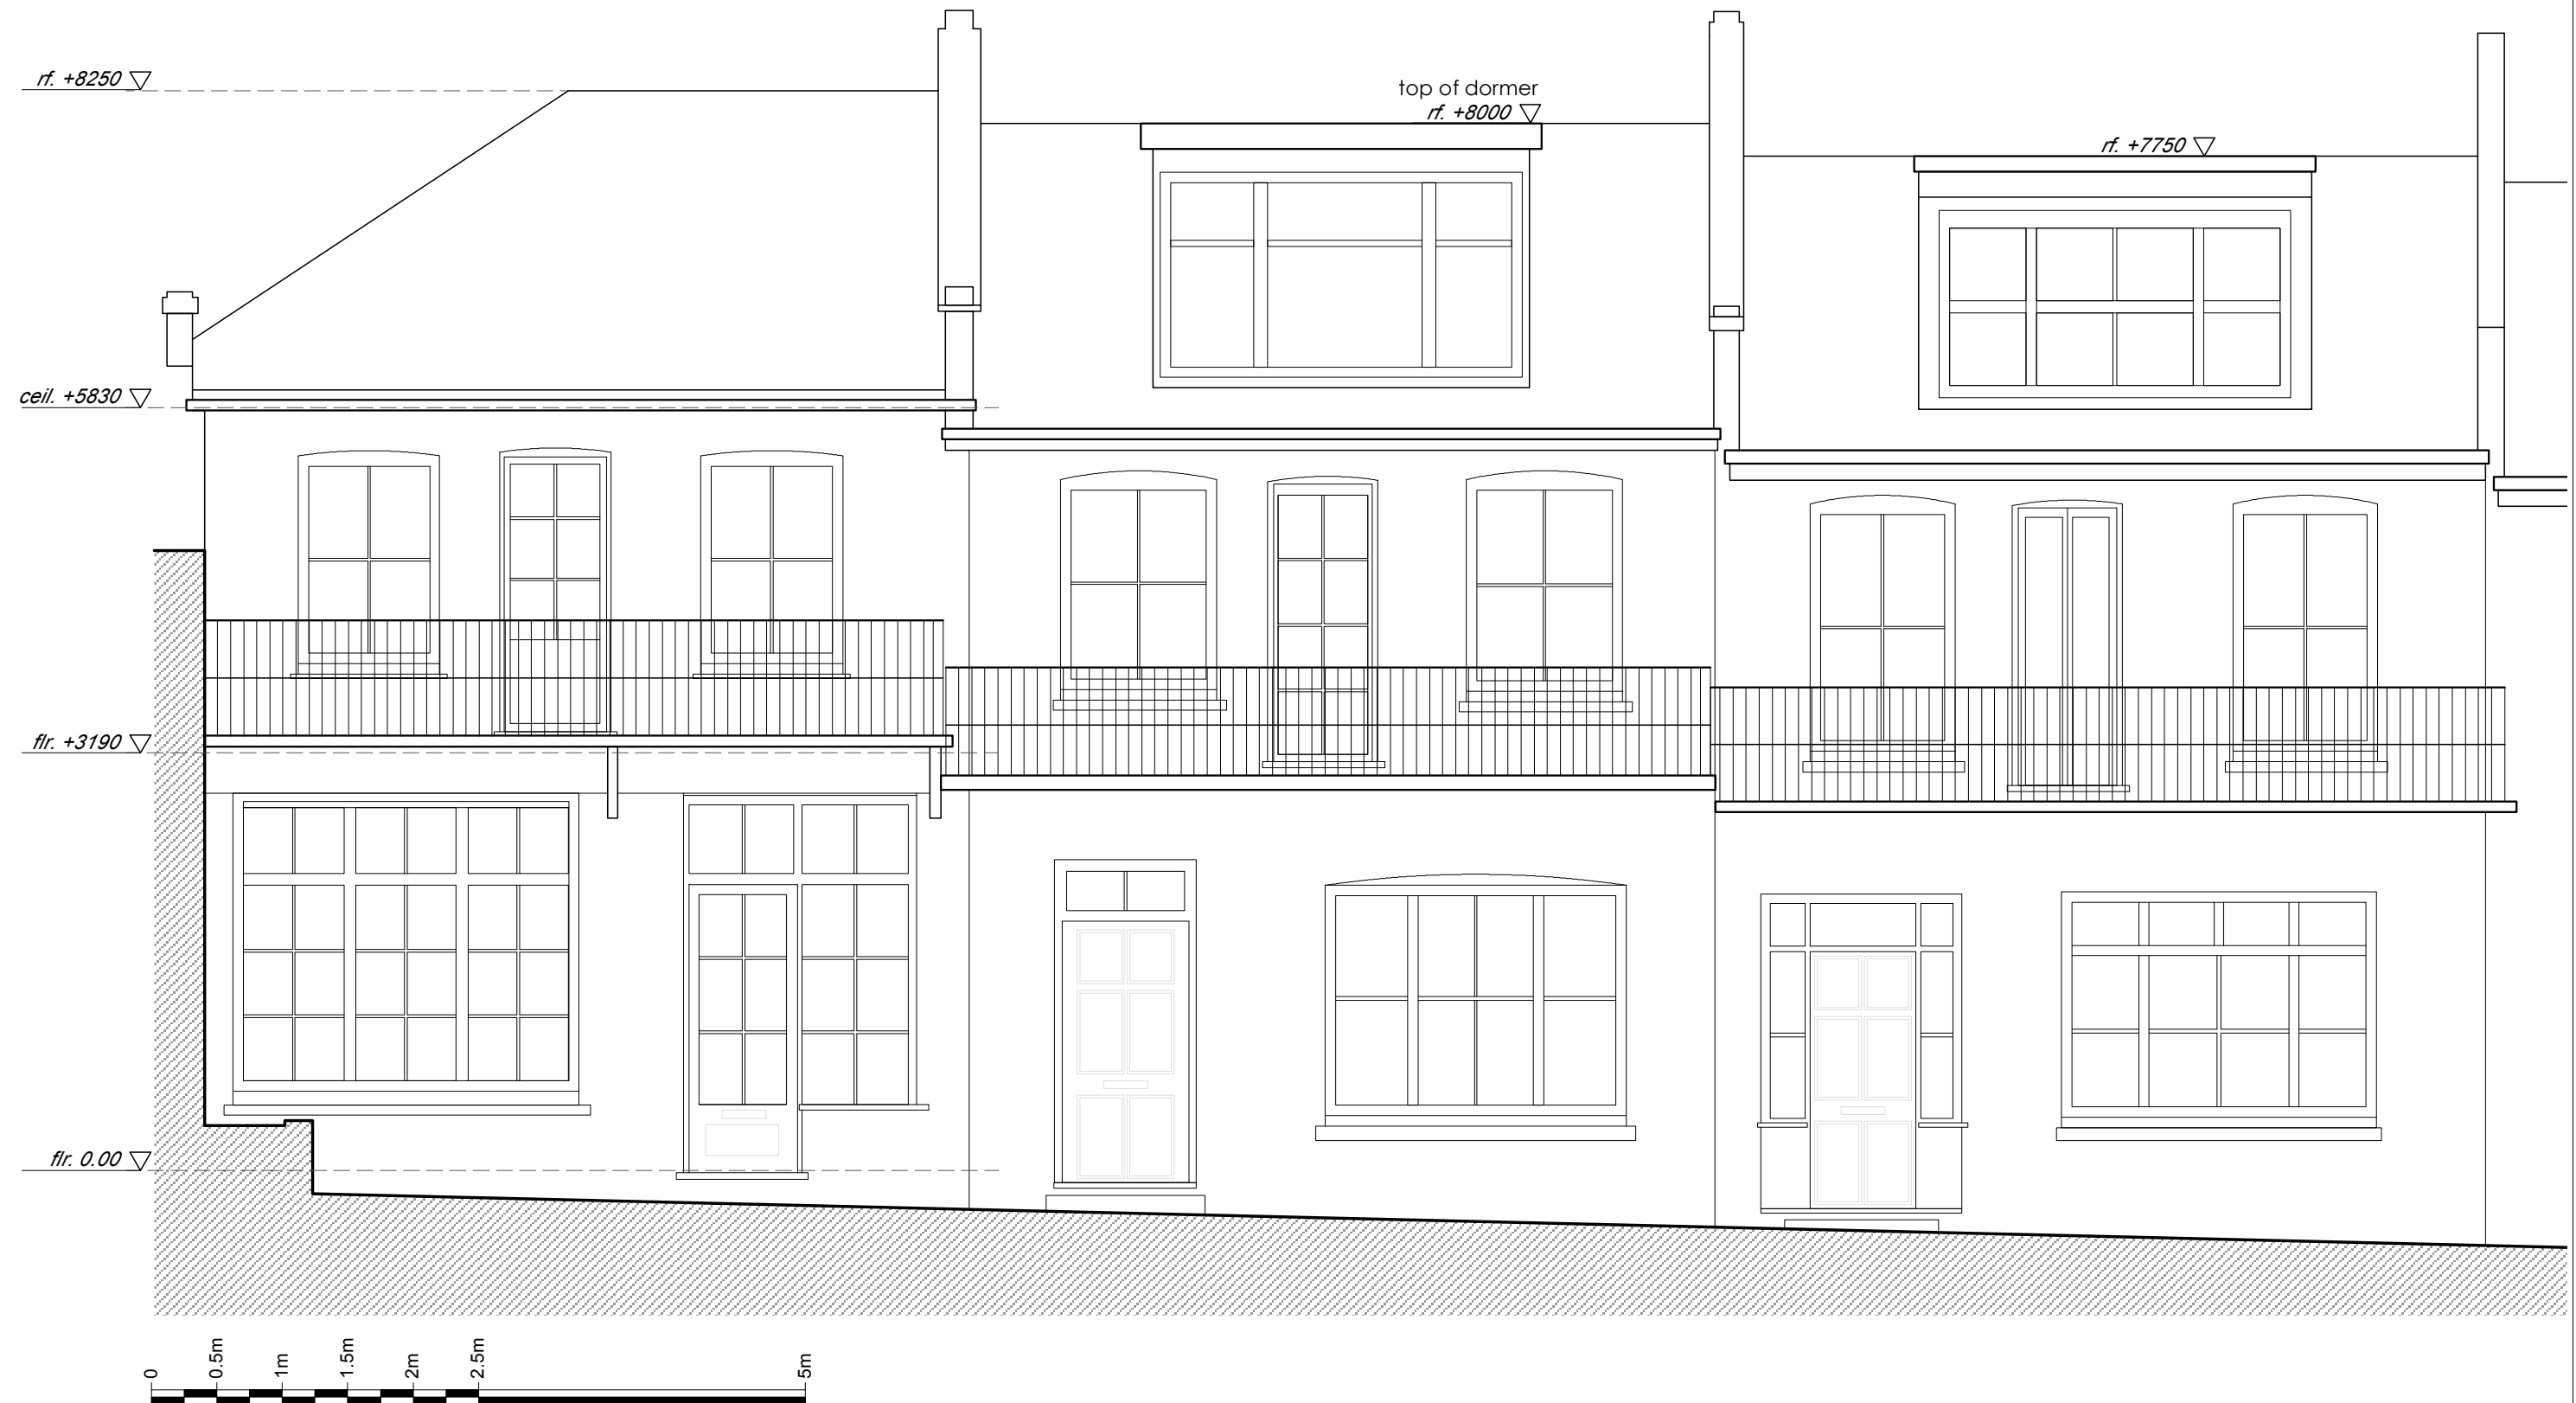 rf. +8250
top of dormer
rf. +8000
rf. +7750
ceil. +5830
flr. +3190
flr. 0.00
0 0.5m 1m 1.5m 2m 2.5m 5m